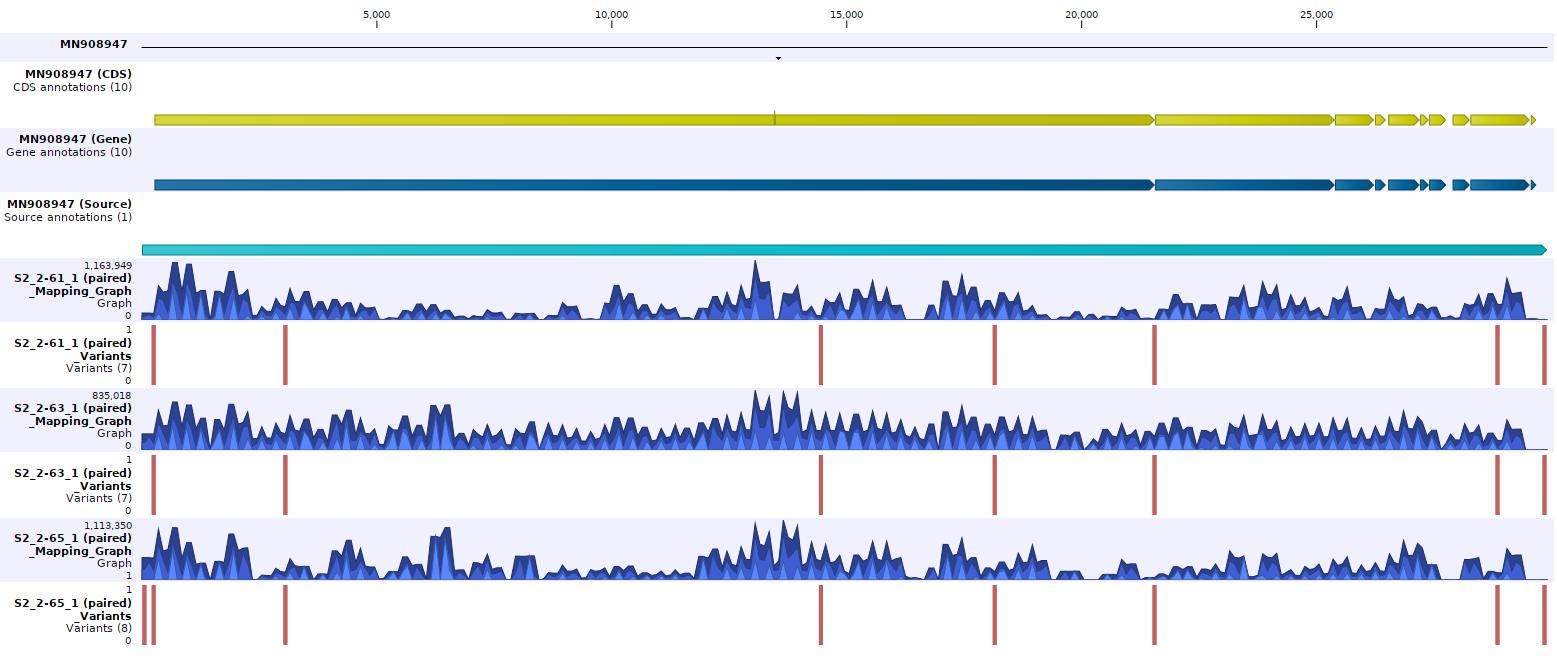 5,000 10,000 15,000 20,000 25,000
MN908947
MN908947 (CDS)
CDS annotations (10)
MN908947 (Gene)
Gene annotations (10)
MN908947 (Source)
Source annotations (1)
1,163,949
S2_2-61_1 (paired)
_Mapping_Graph
Graph
0
1
S2_2-61_1 (paired)
_Variants
Variants (7)
0
835,018
S2_2-63_1 (paired)
_Mapping_Graph
Graph
0
1
S2_2-63_1 (paired)
_Variants
Variants (7)
0
1,113,350
S2_2-65_1 (paired)
_Mapping_Graph
Graph
1
1
S2_2-65_1 (paired)
_Variants
Variants (8)
0